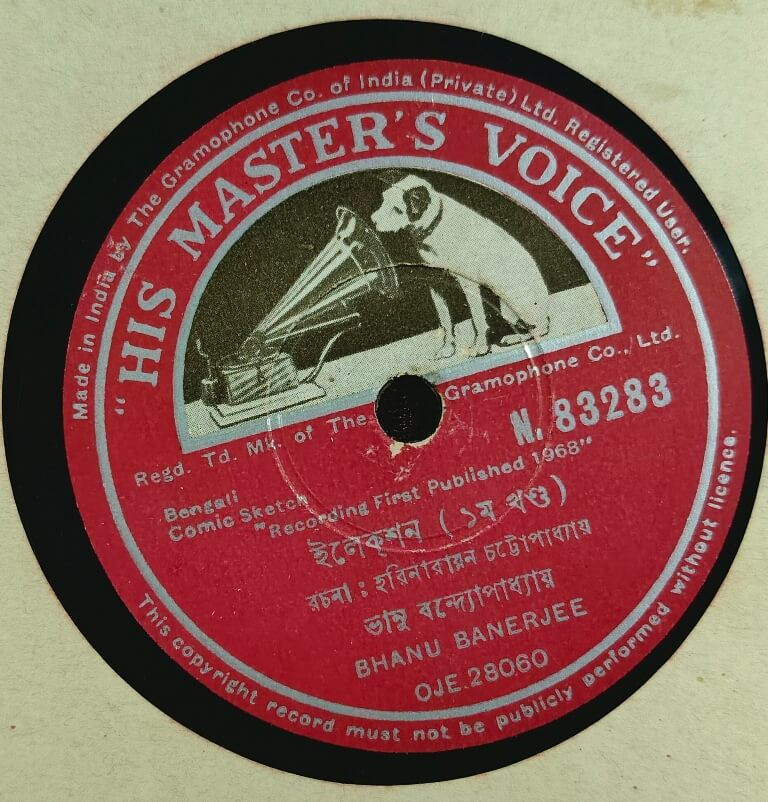 Made in India by The Gramophone Co. of India (Private) Ltd. Registered User.
"HIS MASTER'S VOICE"
Regd. Td. Mk. of The Gramophone Co., Ltd.
N. 83283
Bengali
Comic Sketch
"Recording First Published 1968"
ইলেকশন (১ম খণ্ড)
রচনা : হরিনারায়ন চট্টোপাধ্যায়
ভানু বন্দ্যোপাধ্যায়
BHANU BANERJEE
OJE.28060
This copyright record must not be publicly performed without licence.